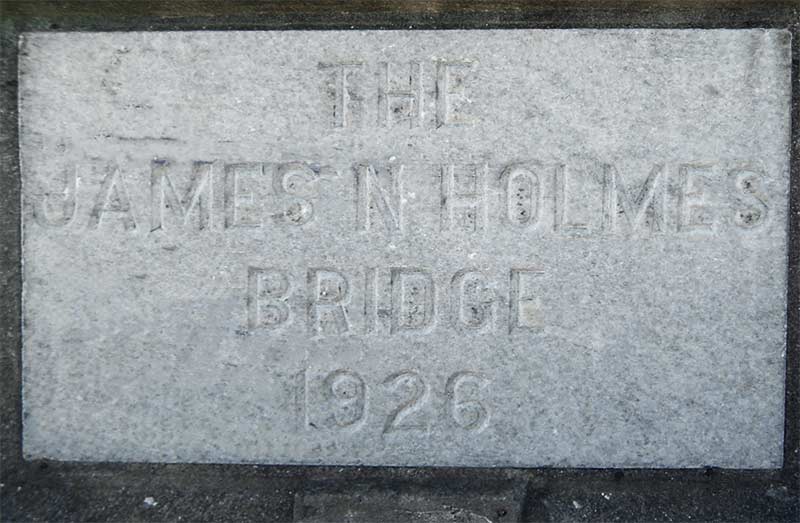 THE
JAMES N HOLMES
BRIDGE
1926